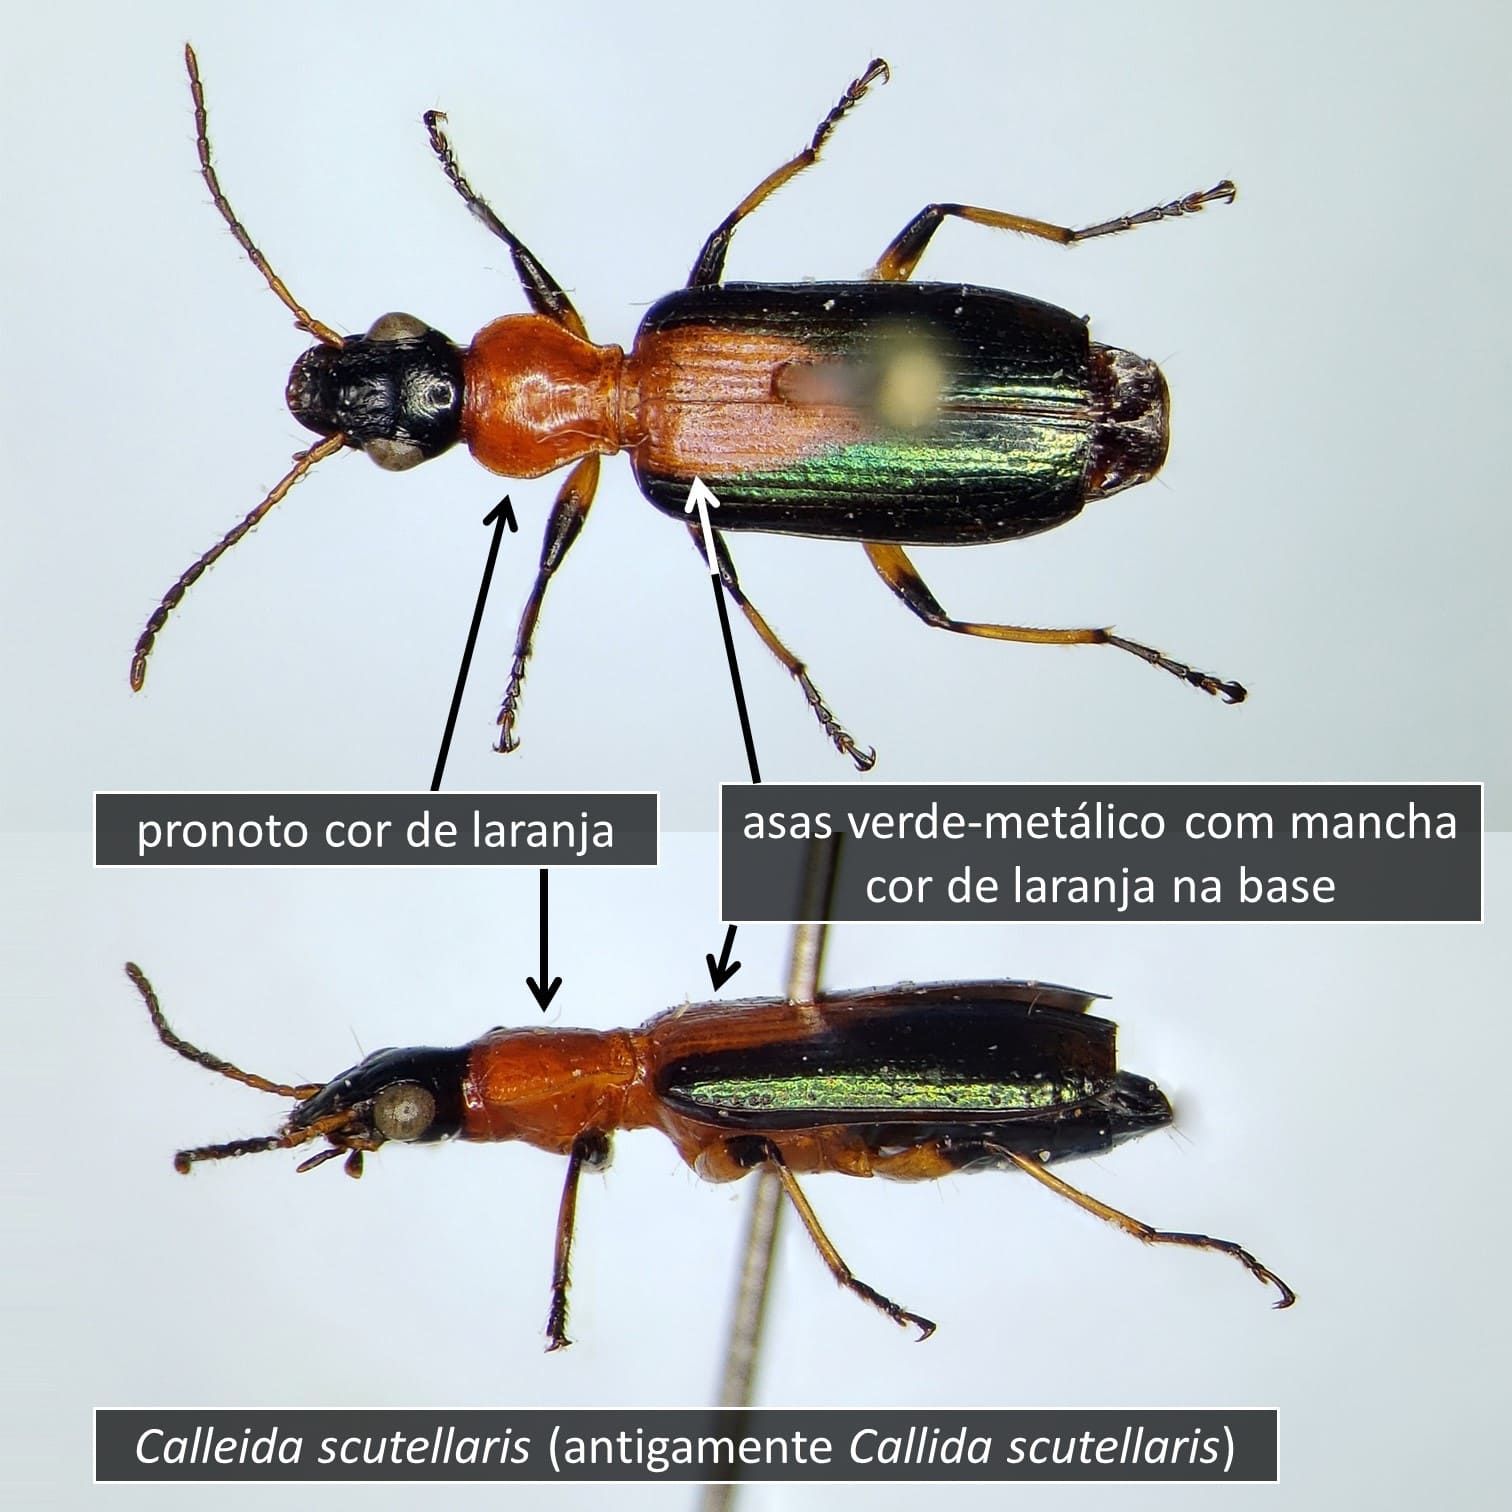 pronoto cor de laranja
asas verde-metálico com mancha
cor de laranja na base
Calleida scutellaris (antigamente Callida scutellaris)